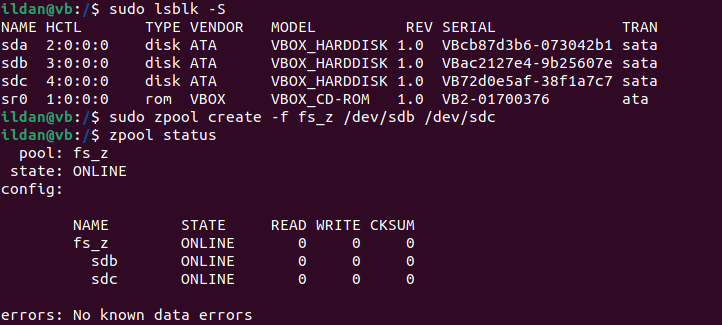 ildan@vb:/$ sudo lsblk -S
NAME HCTL       TYPE VENDOR   MODEL         REV SERIAL              TRAN
sda  2:0:0:0    disk ATA      VBOX_HARDDISK 1.0  VBcb87d3b6-073042b1 sata
sdb  3:0:0:0    disk ATA      VBOX_HARDDISK 1.0  VBac2127e4-9b25607e sata
sdc  4:0:0:0    disk ATA      VBOX_HARDDISK 1.0  VB72d0e5af-38f1a7c7 sata
sr0  1:0:0:0    rom  VBOX     VBOX_CD-ROM   1.0  VB2-01700376        ata
ildan@vb:/$ sudo zpool create -f fs_z /dev/sdb /dev/sdc
ildan@vb:/$ zpool status
  pool: fs_z
 state: ONLINE
config:

        NAME        STATE     READ WRITE CKSUM
        fs_z        ONLINE       0     0     0
          sdb       ONLINE       0     0     0
          sdc       ONLINE       0     0     0

errors: No known data errors